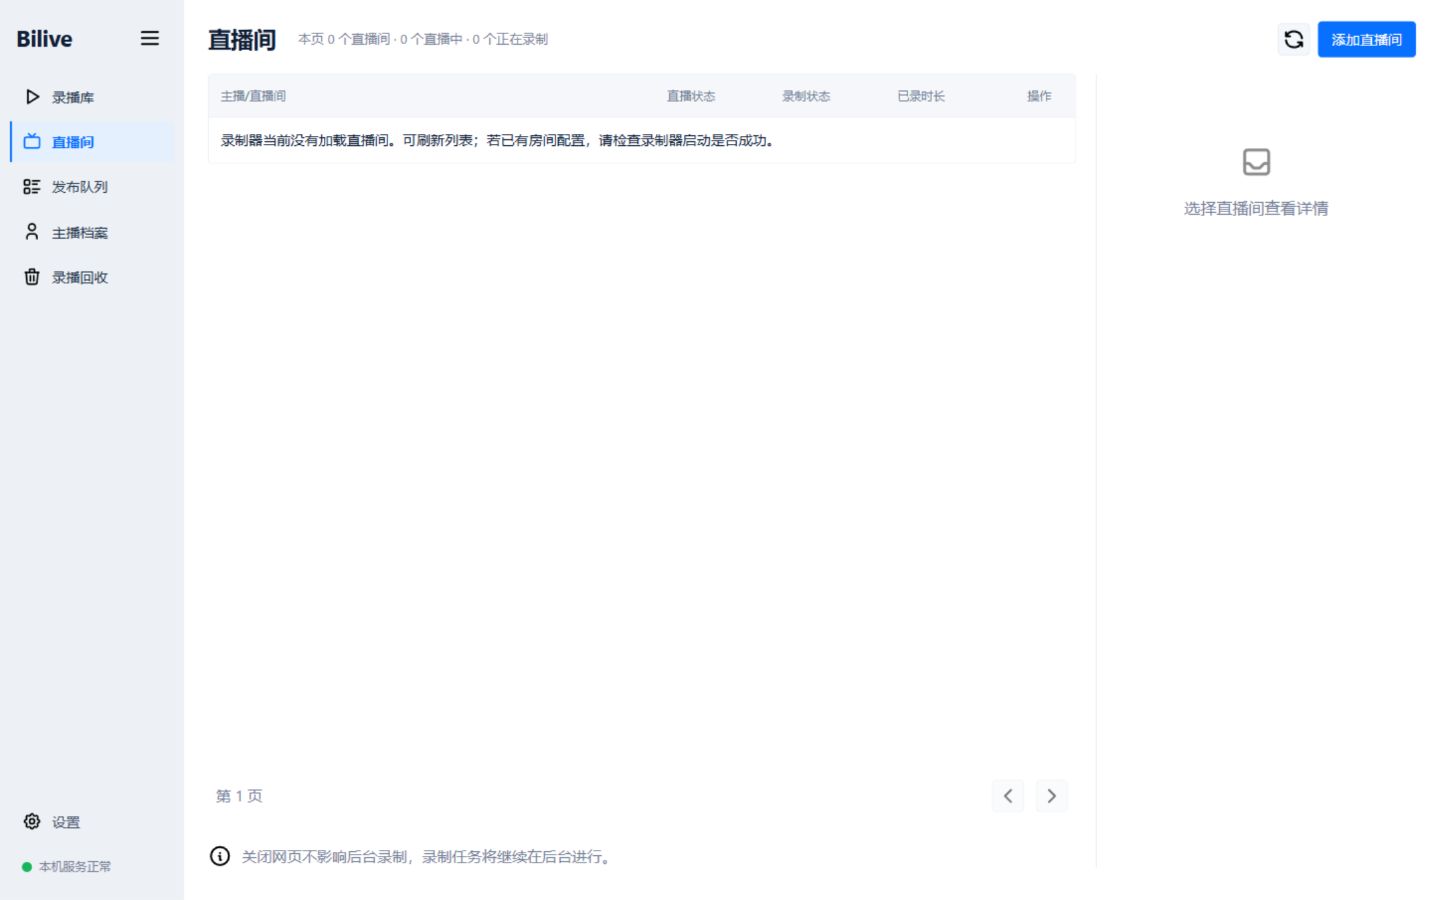 Bilive
录播库
直播间
发布队列
主播档案
录播回收
设置
本机服务正常
直播间
本页 0 个直播间 · 0 个直播中 · 0 个正在录制
添加直播间
主播/直播间 直播状态 录制状态 已录时长 操作
录制器当前没有加载直播间。可刷新列表；若已有房间配置，请检查录制器启动是否成功。
第 1 页
关闭网页不影响后台录制，录制任务将继续在后台进行。
选择直播间查看详情